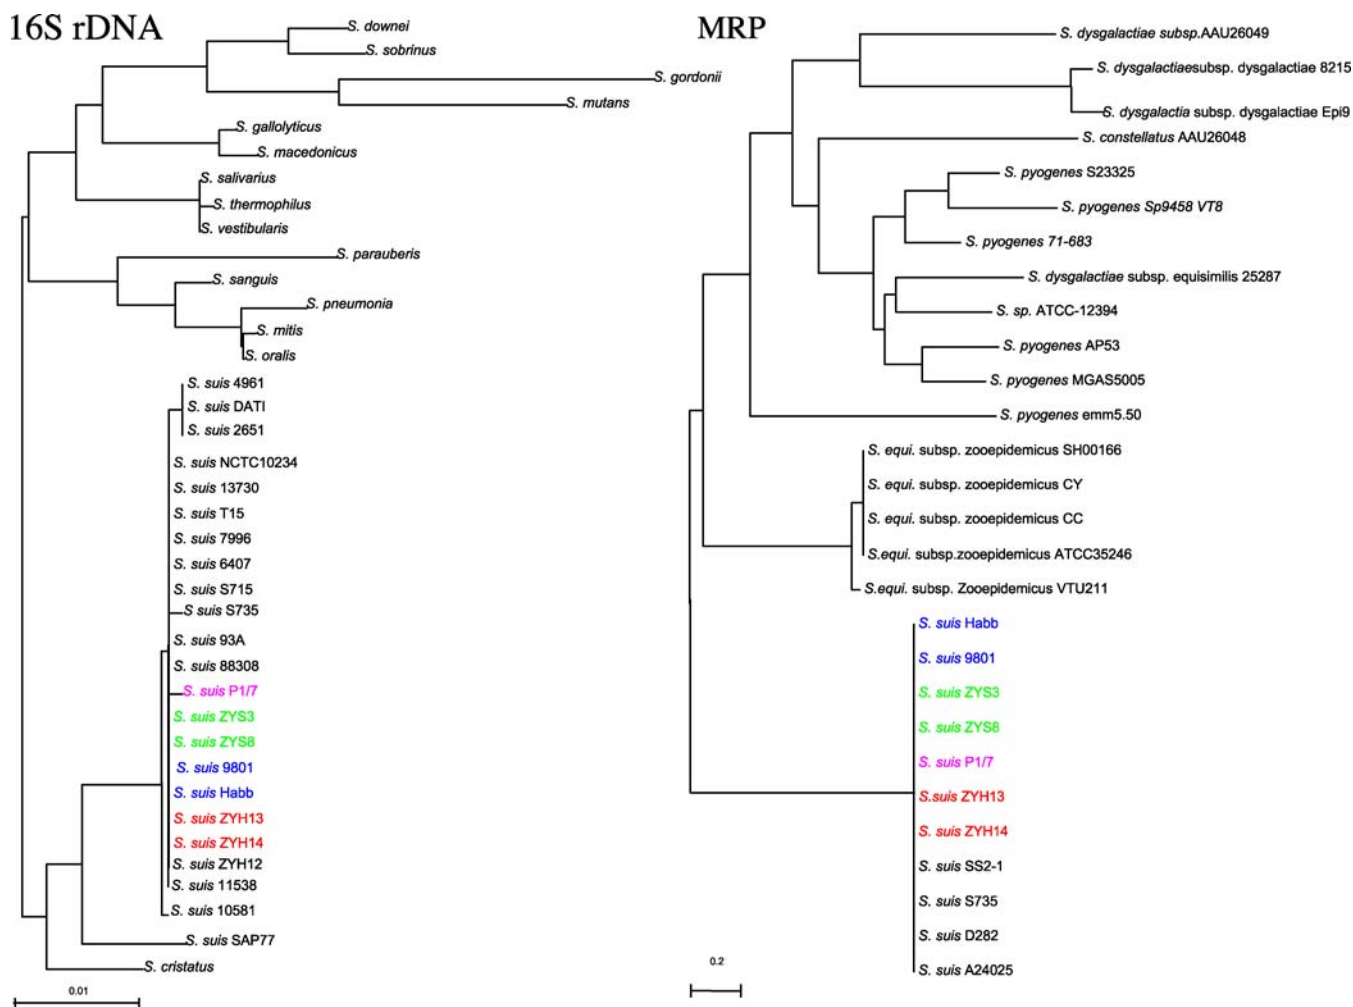 16S rDNA
S. downei
S. sobrinus
S. gordonii
S. mutans
S. gallolyticus
S. macedonicus
S. salivarius
S. thermophilus
S. vestibularis
S. parauberis
S. sanguis
S. pneumonia
S. mitis
S. oralis
S. suis 4961
S. suis DATI
S. suis 2651
S. suis NCTC10234
S. suis 13730
S. suis T15
S. suis 7996
S. suis 6407
S. suis S715
S suis S735
S. suis 93A
S. suis 88308
S. suis P1/7
S. suis ZYS3
S. suis ZYS8
S. suis 9801
S. suis Habb
S. suis ZYH13
S. suis ZYH14
S. suis ZYH12
S. suis 11538
S. suis 10581
S. suis SAP77
S. cristatus
0.01
MRP
S. dysgalactiae subsp.AAU26049
S. dysgalactiaesubsp. dysgalactiae 8215
S. dysgalactia subsp. dysgalactiae Epi9
S. constellatus AAU26048
S. pyogenes S23325
S. pyogenes Sp9458 VT8
S. pyogenes 71-683
S. dysgalactiae subsp. equisimilis 25287
S. sp. ATCC-12394
S. pyogenes AP53
S. pyogenes MGAS5005
S. pyogenes emm5.50
S. equi. subsp. zooepidemicus SH00166
S. equi. subsp. zooepidemicus CY
S. equi. subsp. zooepidemicus CC
S.equi. subsp.zooepidemicus ATCC35246
S.equi. subsp. Zooepidemicus VTU211
S. suis Habb
S. suis 9801
S. suis ZYS3
S. suis ZYS8
S. suis P1/7
S.suis ZYH13
S. suis ZYH14
S. suis SS2-1
S. suis S735
S. suis D282
S. suis A24025
0.2